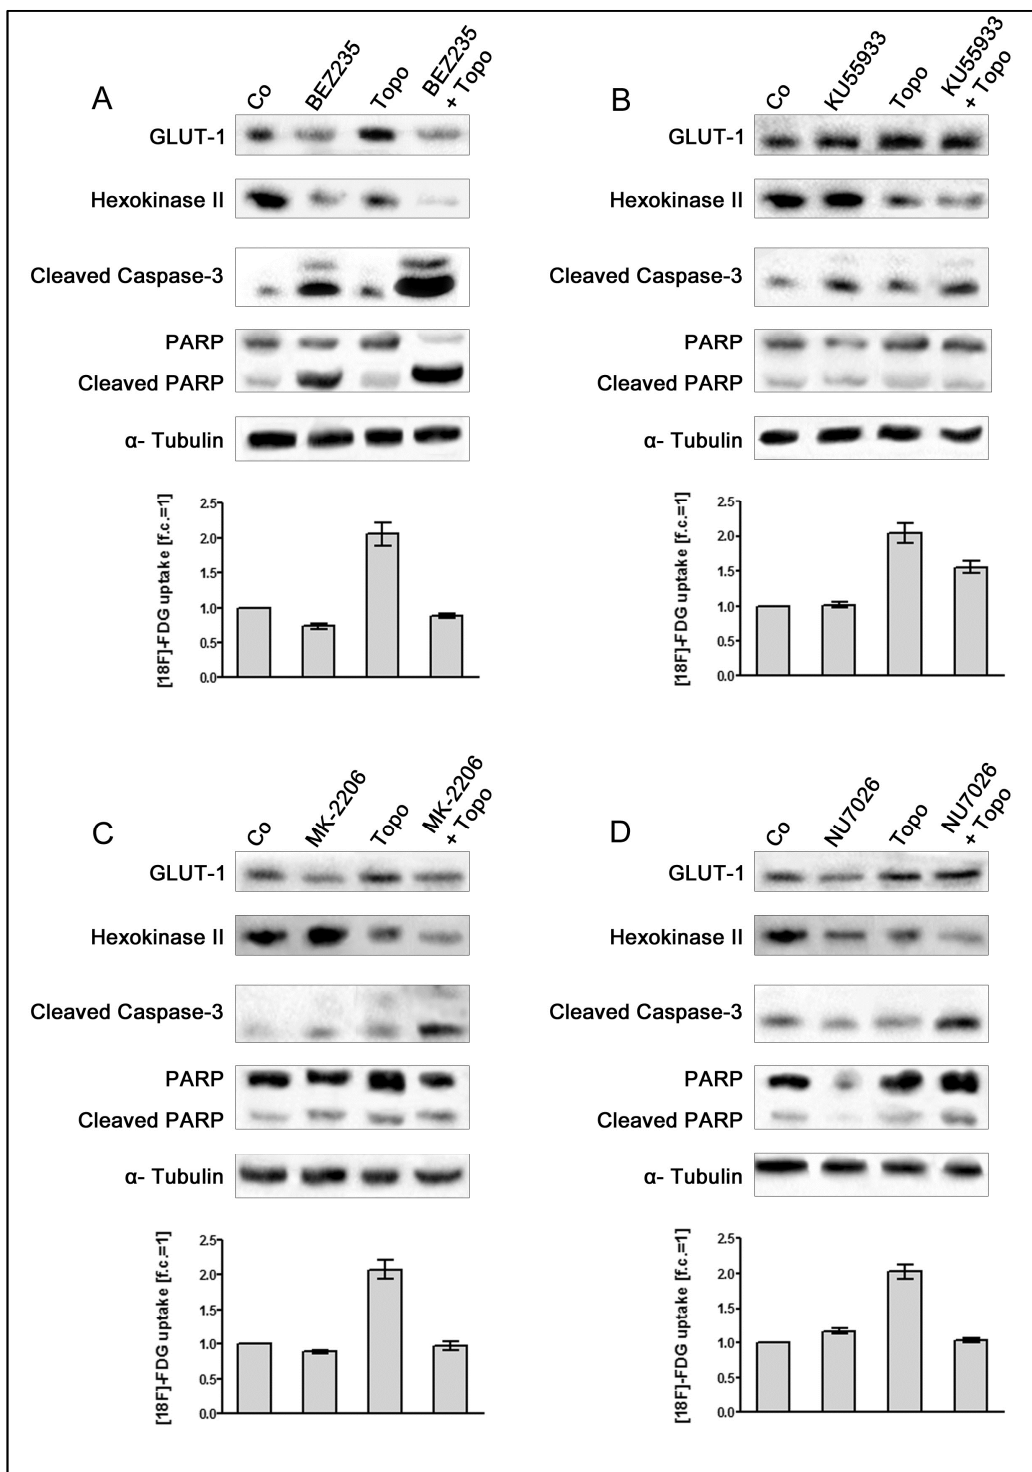 A
Co
BEZ235
Topo
BEZ235
+ Topo
GLUT-1
Hexokinase II
Cleaved Caspase-3
PARP
Cleaved PARP
α- Tubulin
[18F]-FDG uptake [f.c.=1]
2.5
2.0
1.5
1.0
0.5
0.0
B
Co
KU55933
Topo
KU55933
+ Topo
GLUT-1
Hexokinase II
Cleaved Caspase-3
PARP
Cleaved PARP
α- Tubulin
[18F]-FDG uptake [f.c.=1]
2.5
2.0
1.5
1.0
0.5
0.0
C
Co
MK-2206
Topo
MK-2206
+ Topo
GLUT-1
Hexokinase II
Cleaved Caspase-3
PARP
Cleaved PARP
α- Tubulin
[18F]-FDG uptake [f.c.=1]
2.5
2.0
1.5
1.0
0.5
0.0
D
Co
NU7026
Topo
NU7026
+ Topo
GLUT-1
Hexokinase II
Cleaved Caspase-3
PARP
Cleaved PARP
α- Tubulin
[18F]-FDG uptake [f.c.=1]
2.5
2.0
1.5
1.0
0.5
0.0